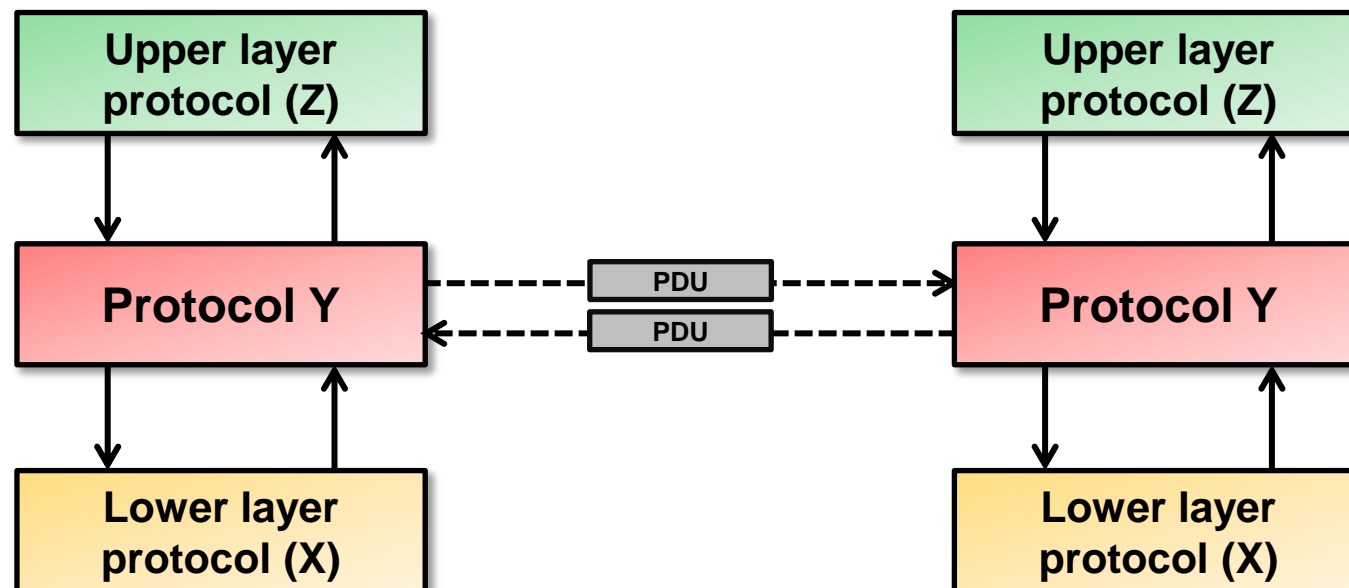 Upper layer
protocol (Z)
Upper layer
protocol (Z)
Protocol Y
PDU
PDU
Protocol Y
Lower layer
protocol (X)
Lower layer
protocol (X)